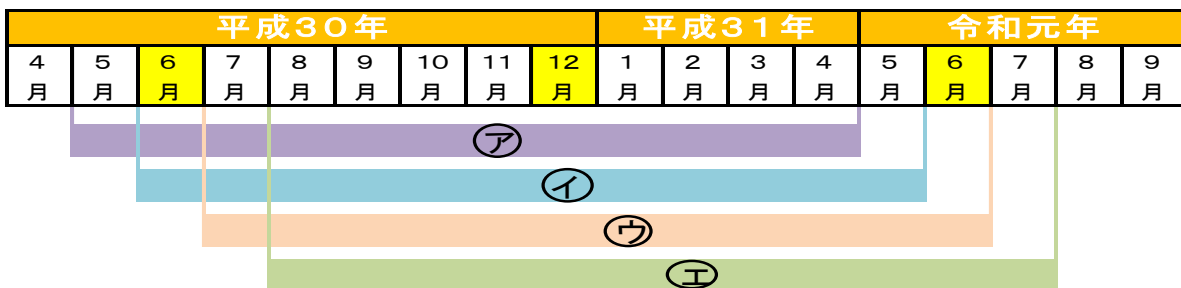 平成３０年 平成３１年 令和元年
４ ５ ６ ７ ８ ９ １０ １１ １２ １ ２ ３ ４ ５ ６ ７ ８ ９
月 月 月 月 月 月 月 月 月 月 月 月 月 月 月 月 月 月
㋐
㋑
㋒
㋓